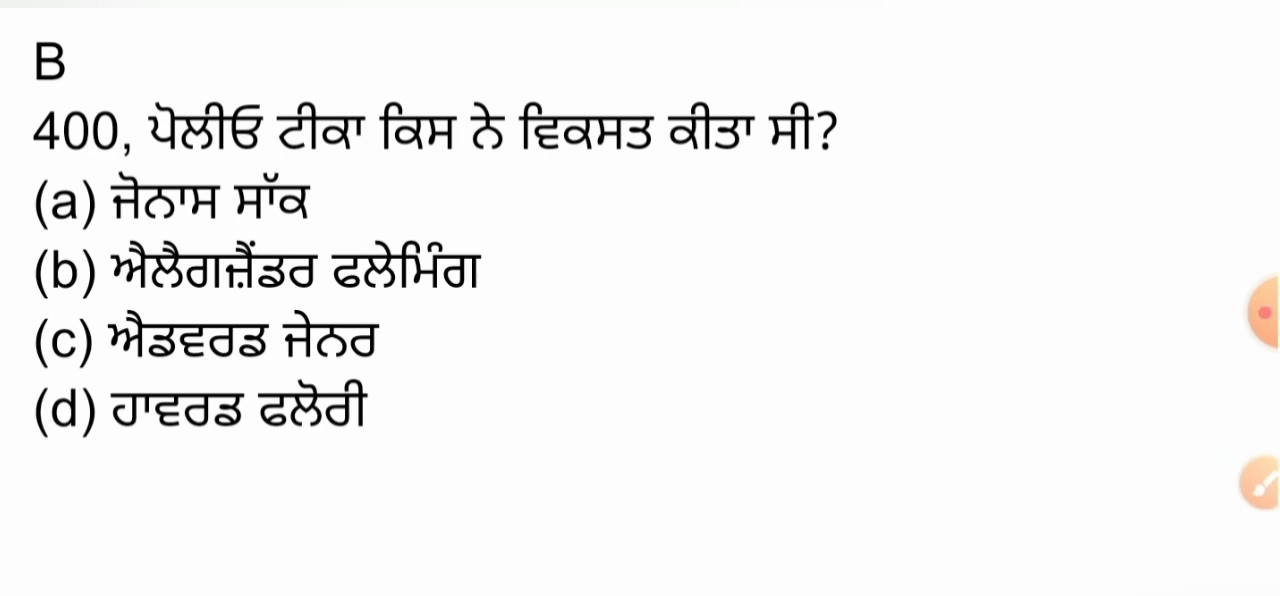 B
400, ਪੋਲੀਓ ਟੀਕਾ ਕਿਸ ਨੇ ਵਿਕਸਤ ਕੀਤਾ ਸੀ?
(a) ਜੋਨਾਸ ਸਾੱਕ
(b) ਐਲੈਗਜ਼ੈਂਡਰ ਫਲੇਮਿੰਗ
(c) ਐਡਵਰਡ ਜੇਨਰ
(d) ਹਾਵਰਡ ਫਲੋਰੀ